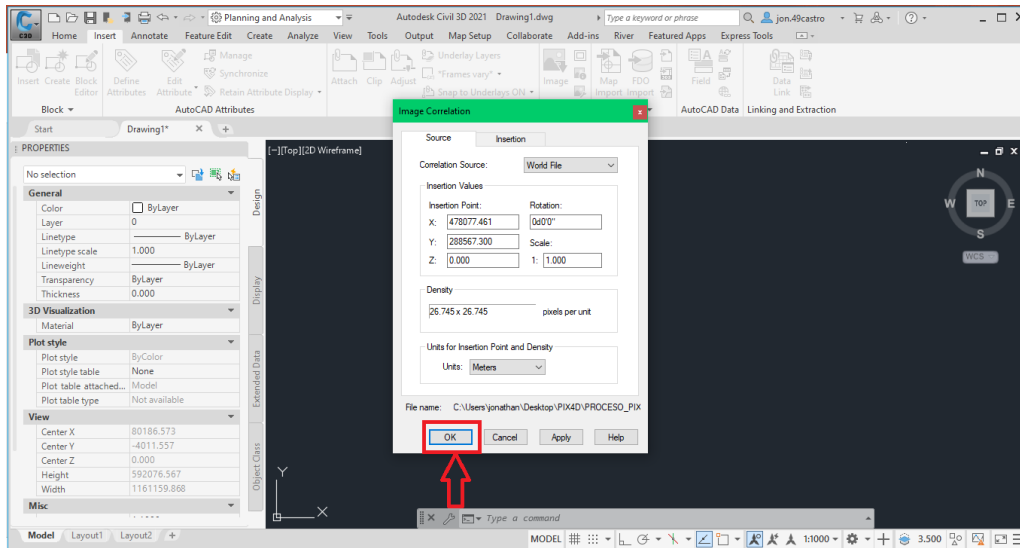 Planning and Analysis
Autodesk Civil 3D 2021 Drawing1.dwg
Type a keyword or phrase
jon.49castro
C3D
Home Insert Annotate Feature Edit Create Analyze View Tools Output Map Setup Collaborate Add-ins River Featured Apps Express Tools
Insert Create Block Editor
Define Attributes
Edit Attribute
Manage
Synchronize
Retain Attribute Display
Attach Clip Adjust
Underlay Layers
*Frames vary*
Snap to Underlays ON
Image
Map Import
FDO Import
Field
Data Link
Block
AutoCAD Attributes
AutoCAD Data
Linking and Extraction
Start
Drawing1*
PROPERTIES
No selection
General
Color ByLayer
Layer 0
Linetype ByLayer
Linetype scale 1.000
Lineweight ByLayer
Transparency ByLayer
Thickness 0.000
3D Visualization
Material ByLayer
Plot style
Plot style ByColor
Plot style table None
Plot table attached... Model
Plot table type Not available
View
Center X 80186.573
Center Y -4011.557
Center Z 0.000
Height 592076.567
Width 1161159.868
Misc
Design
Display
Extended Data
Object Class
[-][Top][2D Wireframe]
N
W TOP E
S
WCS
Y
X
Image Correlation
x
Source
Insertion
Correlation Source: World File
Insertion Values
Insertion Point: Rotation:
X: 478077.461 0d0'0"
Y: 288567.300 Scale:
Z: 0.000 1: 1.000
Density
26.745 x 26.745 pixels per unit
Units for Insertion Point and Density
Units: Meters
File name: C:\Users\jonathan\Desktop\PIX4D\PROCESO_PIX
OK Cancel Apply Help
Type a command
Model Layout1 Layout2 +
MODEL 1:1000 3.500